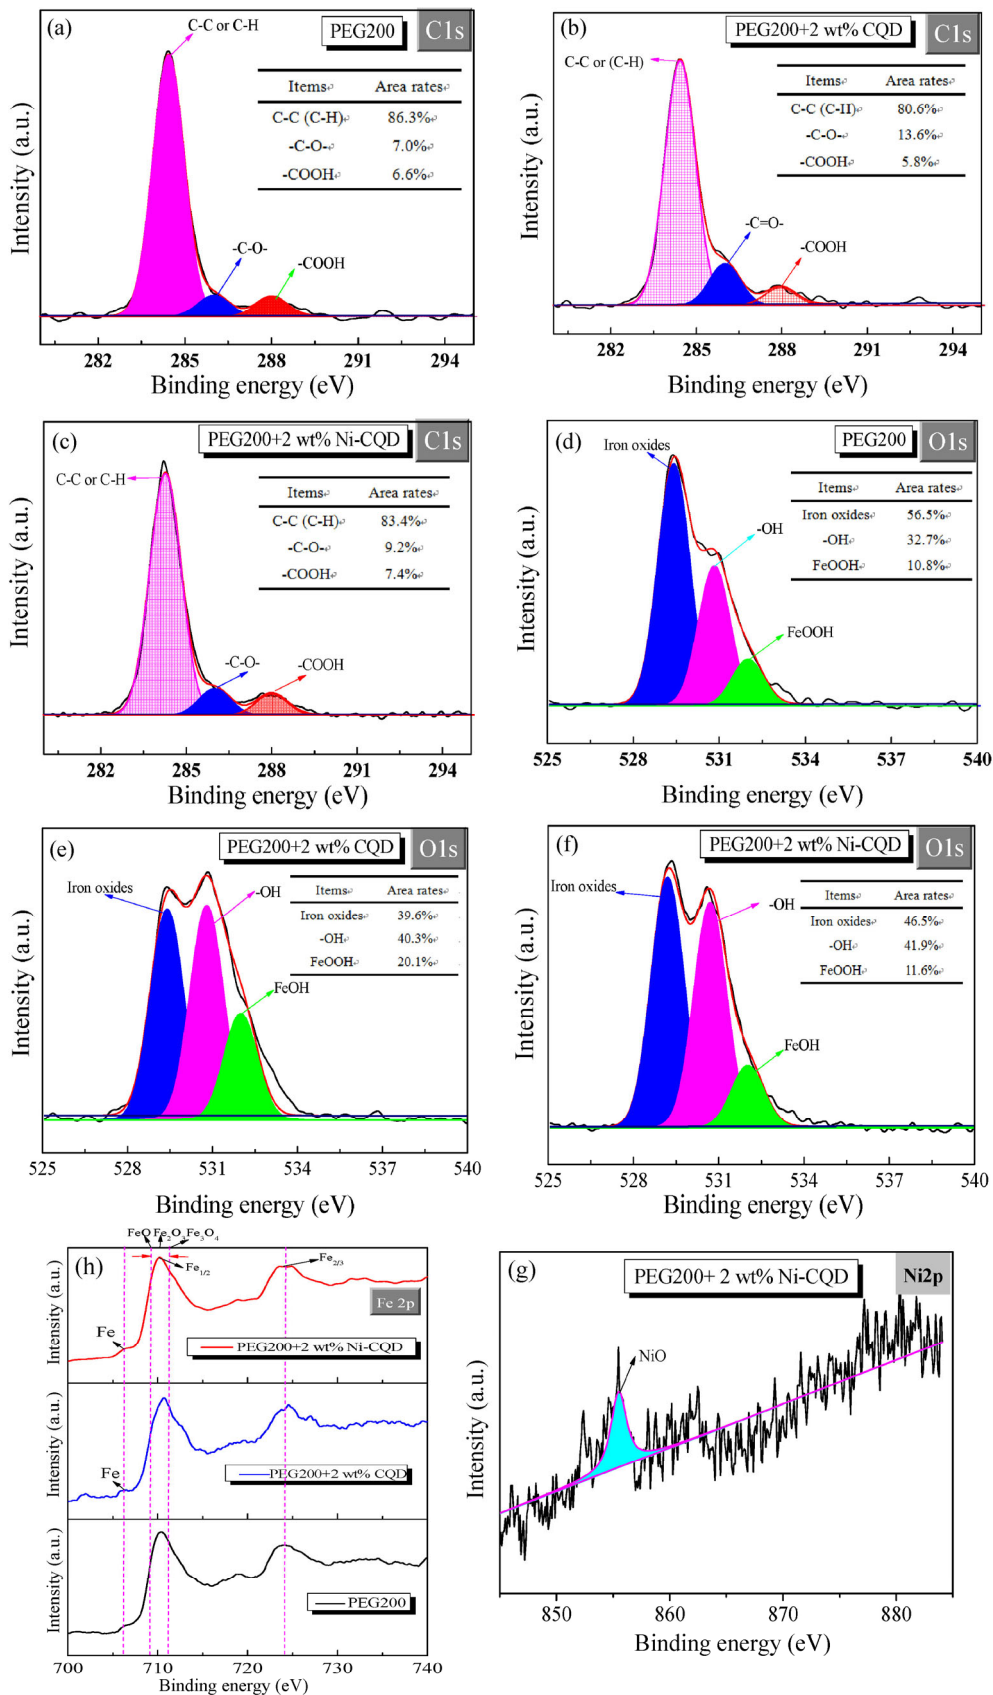 (a)
PEG200
C1s
C-C or C-H
Items Area rates
C-C (C-H) 86.3%
-C-O- 7.0%
-COOH 6.6%
-C-O-
-COOH
Intensity (a.u.)
282 285 288 291 294
Binding energy (eV)
(b)
PEG200+2 wt% CQD
C1s
C-C or (C-H)
Items Area rates
C-C (C-H) 80.6%
-C-O- 13.6%
-COOH 5.8%
-C=O-
-COOH
Intensity (a.u.)
282 285 288 291 294
Binding energy (eV)
(c)
PEG200+2 wt% Ni-CQD
C1s
C-C or C-H
Items Area rates
C-C (C-H) 83.4%
-C-O- 9.2%
-COOH 7.4%
-C-O-
-COOH
Intensity (a.u.)
282 285 288 291 294
Binding energy (eV)
(d)
PEG200
O1s
Iron oxides
Items Area rates
Iron oxides 56.5%
-OH 32.7%
FeOOH 10.8%
-OH
FeOOH
Intensity (a.u.)
525 528 531 534 537 540
Binding energy (eV)
(e)
PEG200+2 wt% CQD
O1s
Iron oxides
-OH
Items Area rates
Iron oxides 39.6%
-OH 40.3%
FeOOH 20.1%
FeOH
Intensity (a.u.)
525 528 531 534 537 540
Binding energy (eV)
(f)
PEG200+2 wt% Ni-CQD
O1s
Iron oxides
-OH
Items Area rates
Iron oxides 46.5%
-OH 41.9%
FeOOH 11.6%
FeOH
Intensity (a.u.)
525 528 531 534 537 540
Binding energy (eV)
FeO Fe₂O₃ Fe₃O₄
(h)
Fe₁/₂
Fe₂/₃
Fe 2p
Fe
PEG200+2 wt% Ni-CQD
Intensity (a.u.)
Fe
PEG200+2 wt% CQD
Intensity (a.u.)
PEG200
Intensity (a.u.)
700 710 720 730 740
Binding energy (eV)
(g)
PEG200+ 2 wt% Ni-CQD
Ni2p
NiO
Intensity (a.u.)
850 860 870 880
Binding energy (eV)